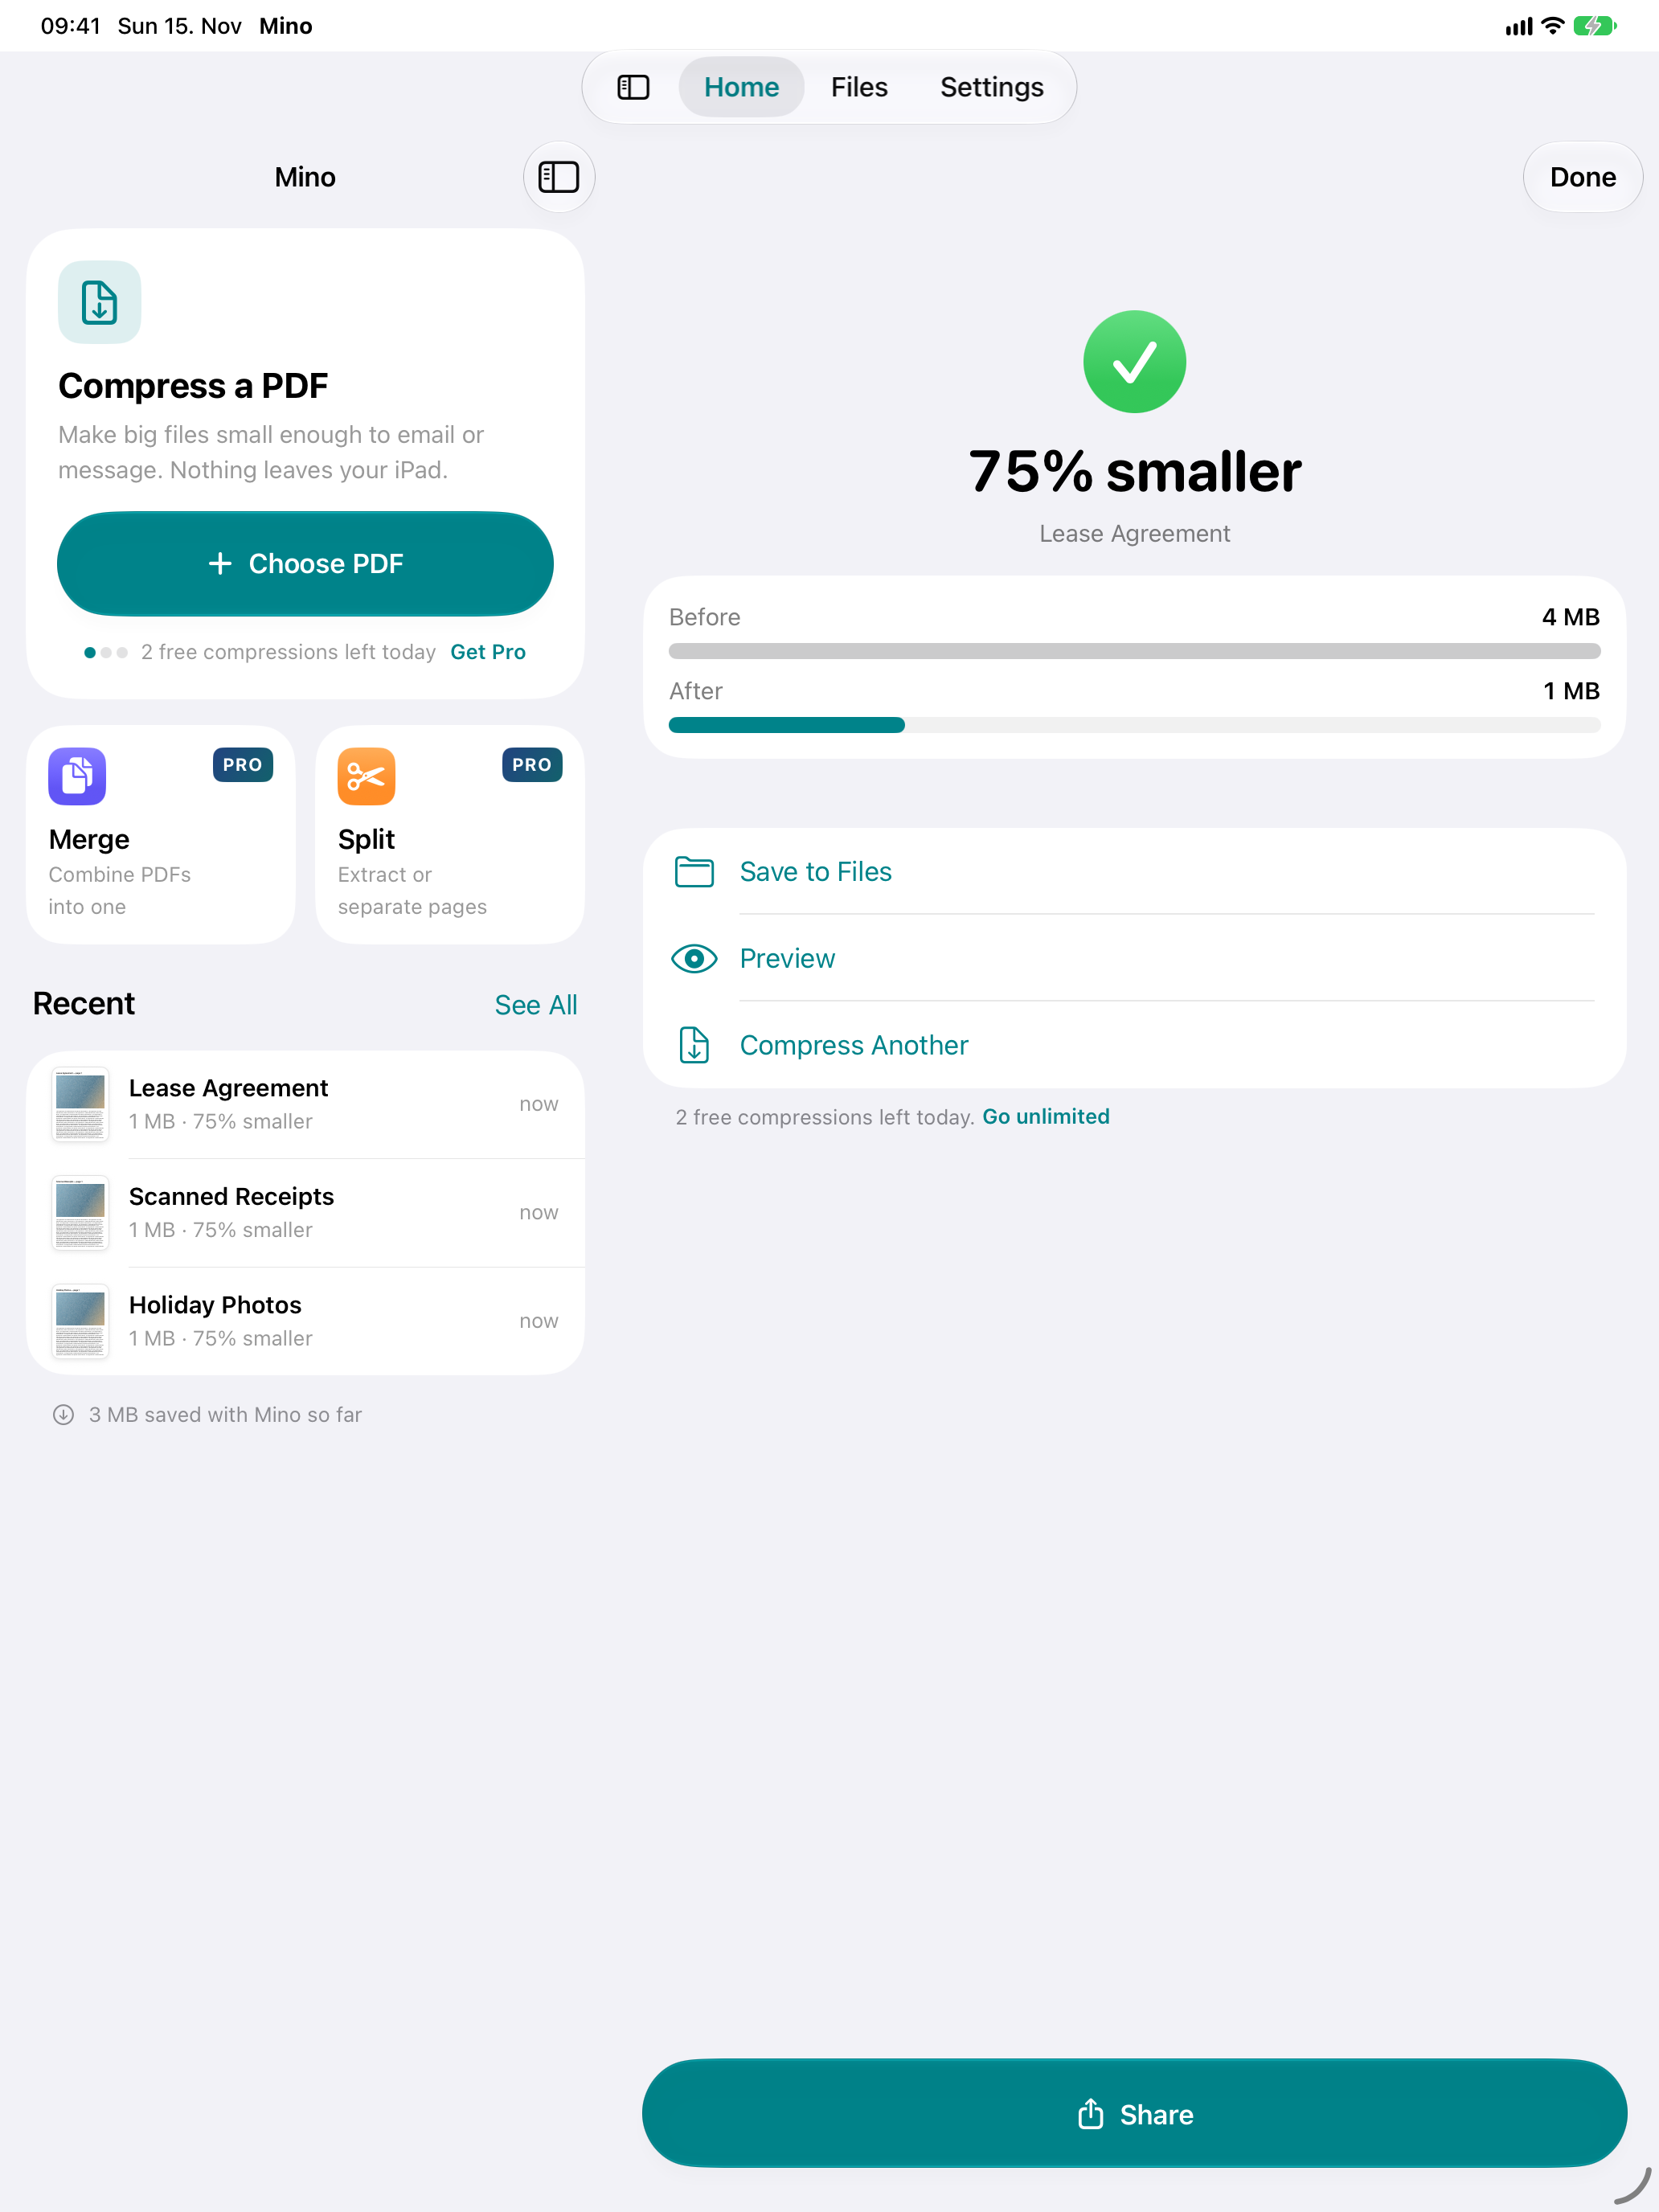 09:41 Sun 15. Nov Mino
Home Files Settings
Mino
Compress a PDF
Make big files small enough to email or
message. Nothing leaves your iPad.
Choose PDF
2 free compressions left today Get Pro
PRO
Merge
Combine PDFs
into one
PRO
Split
Extract or
separate pages
Recent See All
Lease Agreement
1 MB · 75% smaller
now
Scanned Receipts
1 MB · 75% smaller
now
Holiday Photos
1 MB · 75% smaller
now
3 MB saved with Mino so far
Done
75% smaller
Lease Agreement
Before 4 MB
After 1 MB
Save to Files
Preview
Compress Another
2 free compressions left today. Go unlimited
Share